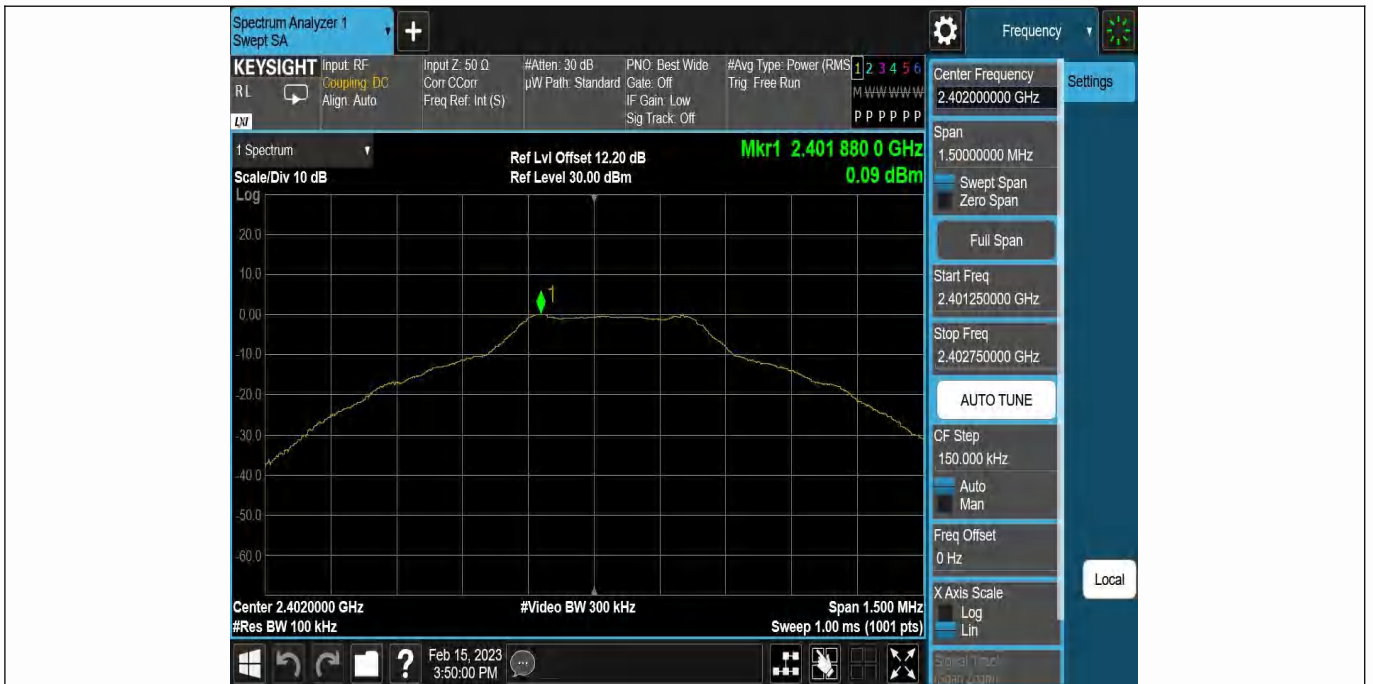 Spectrum Analyzer 1
Swept SA
+
Frequency
KEYSIGHT
R L
LXI
Input: RF
Coupling: DC
Align: Auto
Input Z: 50 Ω
Corr CCorr
Freq Ref: Int (S)
#Atten: 30 dB
µW Path: Standard
PNO: Best Wide
Gate: Off
IF Gain: Low
Sig Track: Off
#Avg Type: Power (RMS
Trig: Free Run
1 2 3 4 5 6
M W W W W W
P P P P P P
1 Spectrum
Scale/Div 10 dB
Ref Lvl Offset 12.20 dB
Ref Level 30.00 dBm
Mkr1 2.401 880 0 GHz
0.09 dBm
Log
20.0
10.0
0.00
-10.0
-20.0
-30.0
-40.0
-50.0
-60.0
1
Center 2.4020000 GHz
#Res BW 100 kHz
#Video BW 300 kHz
Span 1.500 MHz
Sweep 1.00 ms (1001 pts)
Feb 15, 2023
3:50:00 PM
?
Center Frequency
2.402000000 GHz
Settings
Span
1.50000000 MHz
Swept Span
Zero Span
Full Span
Start Freq
2.401250000 GHz
Stop Freq
2.402750000 GHz
AUTO TUNE
CF Step
150.000 kHz
Auto
Man
Freq Offset
0 Hz
X Axis Scale
Log
Lin
Local
Signal Track
(Span Zoom)